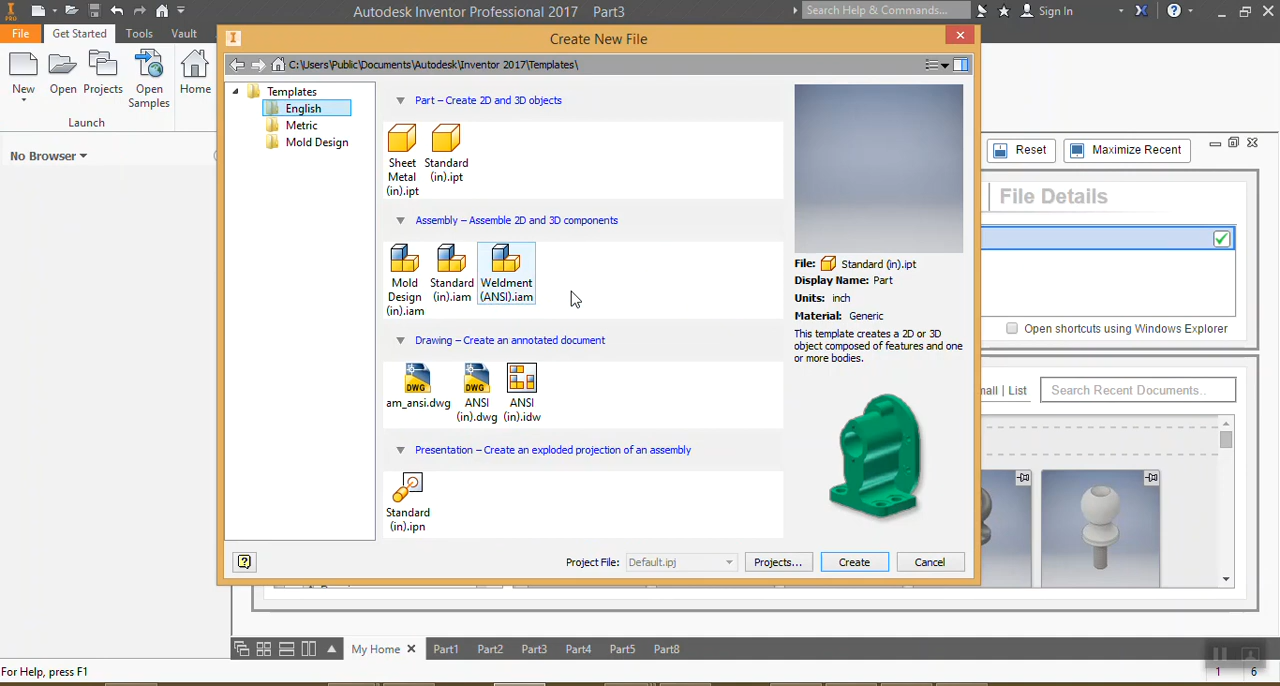 Autodesk Inventor Professional 2017 Part3
Search Help & Commands...
Sign In
PRO
File
Get Started
Tools
Vault
New
Open
Projects
Open
Samples
Home
Launch
No Browser
Create New File
C:\Users\Public\Documents\Autodesk\Inventor 2017\Templates\
Templates
English
Metric
Mold Design
Part – Create 2D and 3D objects
Sheet
Metal
(in).ipt
Standard
(in).ipt
Assembly – Assemble 2D and 3D components
Mold
Design
(in).iam
Standard
(in).iam
Weldment
(ANSI).iam
Drawing – Create an annotated document
DWG
am_ansi.dwg
DWG
ANSI
(in).dwg
ANSI
(in).idw
Presentation – Create an exploded projection of an assembly
Standard
(in).ipn
File: Standard (in).ipt
Display Name: Part
Units: inch
Material: Generic
This template creates a 2D or 3D
object composed of features and one
or more bodies.
Project File: Default.ipj
Projects...
Create
Cancel
Reset
Maximize Recent
File Details
Open shortcuts using Windows Explorer
List
Search Recent Documents..
My Home
Part1
Part2
Part3
Part4
Part5
Part8
For Help, press F1
1
6